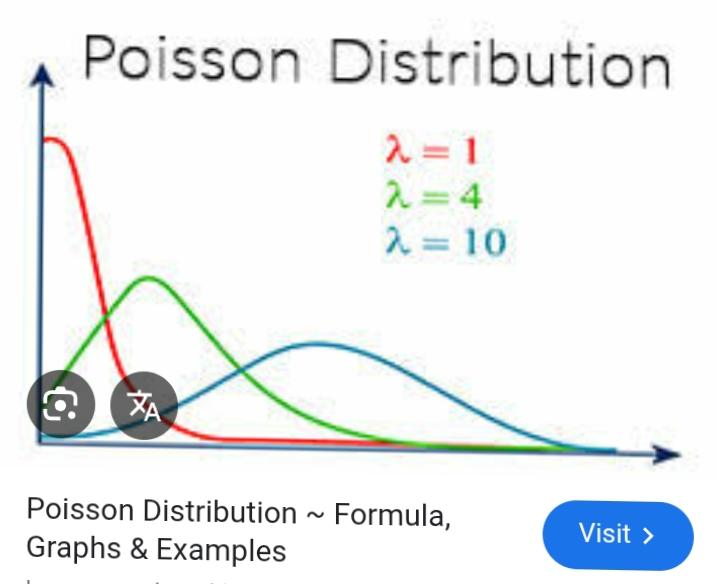 Poisson Distribution
λ = 1
λ = 4
λ = 10
Poisson Distribution ~ Formula,
Graphs & Examples
Visit